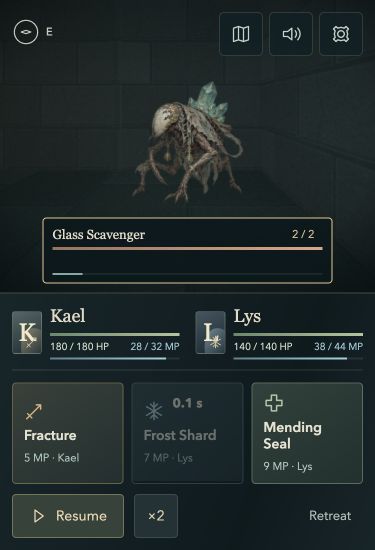 E
Glass Scavenger 2 / 2
K Kael
180 / 180 HP 28 / 32 MP
L Lys
140 / 140 HP 38 / 44 MP
Fracture
5 MP · Kael
0.1 s
Frost Shard
7 MP · Lys
Mending
Seal
9 MP · Lys
Resume
×2
Retreat